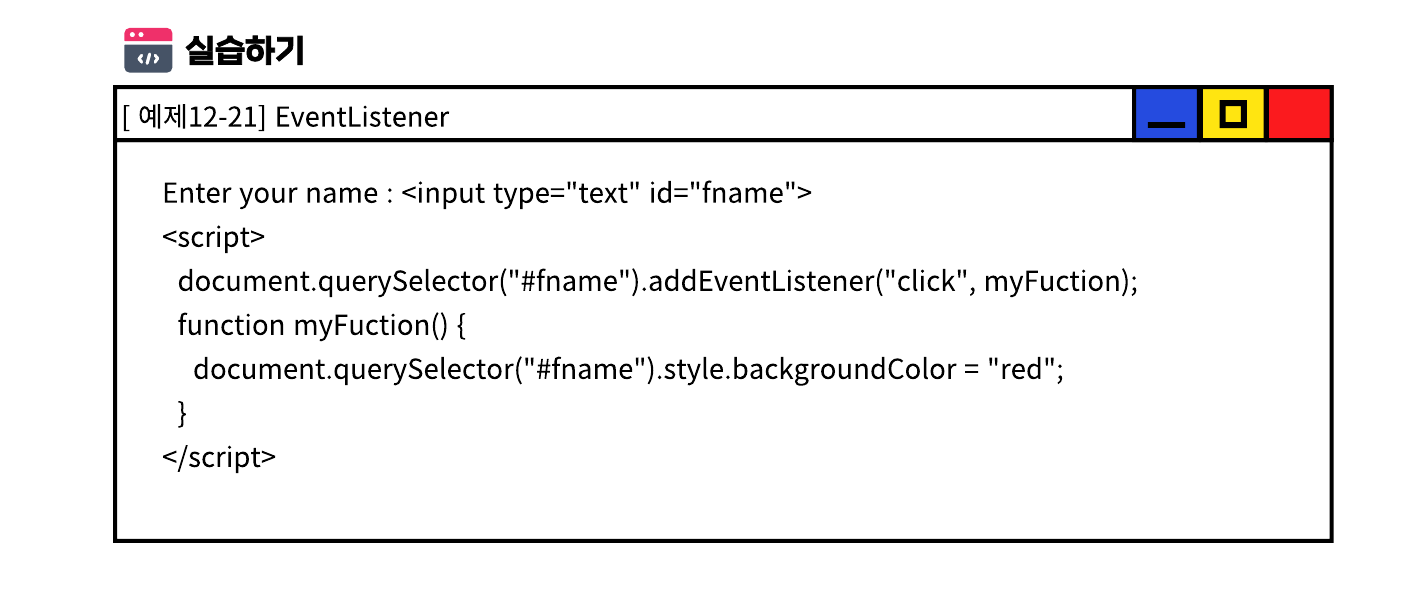 실습하기
[ 예제12-21] EventListener
Enter your name : <input type="text" id="fname">
<script>
document.querySelector("#fname").addEventListener("click", myFuction);
function myFuction() {
document.querySelector("#fname").style.backgroundColor = "red";
}
</script>